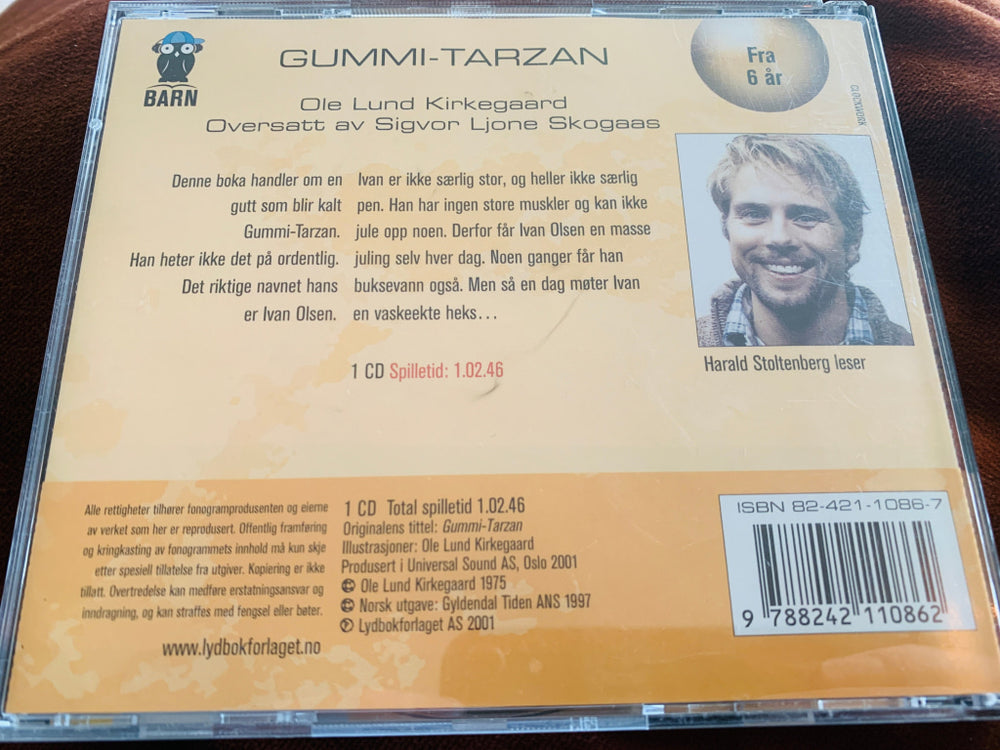 BARN
GUMMI-TARZAN
Fra
6 år
Ole Lund Kirkegaard
Oversatt av Sigvor Ljone Skogaas
CLOCKWORK
Denne boka handler om en
gutt som blir kalt
Gummi-Tarzan.
Han heter ikke det på ordentlig.
Det riktige navnet hans
er Ivan Olsen.
Ivan er ikke særlig stor, og heller ikke særlig
pen. Han har ingen store muskler og kan ikke
jule opp noen. Derfor får Ivan Olsen en masse
juling selv hver dag. Noen ganger får han
buksevann også. Men så en dag møter Ivan
en vaskeekte heks...
1 CD Spilletid: 1.02.46
Harald Stoltenberg leser
Alle rettigheter tilhører fonogramprodusenten og eierne
av verket som her er reprodusert. Offentlig framføring
og kringkasting av fonogrammets innhold må kun skje
etter spesiell tillatelse fra utgiver. Kopiering er ikke
tillatt. Overtredelse kan medføre erstatningsansvar og
inndragning, og kan straffes med fengsel eller bøter.
www.lydbokforlaget.no
1 CD Total spilletid 1.02.46
Originalens tittel: Gummi-Tarzan
Illustrasjoner: Ole Lund Kirkegaard
Produsert i Universal Sound AS, Oslo 2001
© Ole Lund Kirkegaard 1975
© Norsk utgave: Gyldendal Tiden ANS 1997
℗ Lydbokforlaget AS 2001
ISBN 82-421-1086-7
9 788242 110862